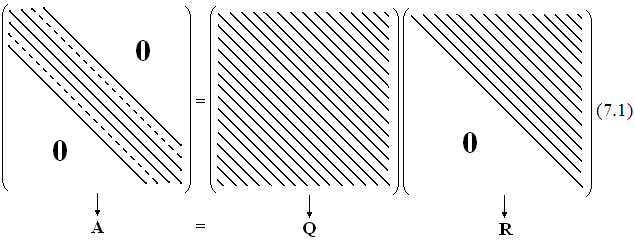 0 0 = 0 (7.1)
A = Q R